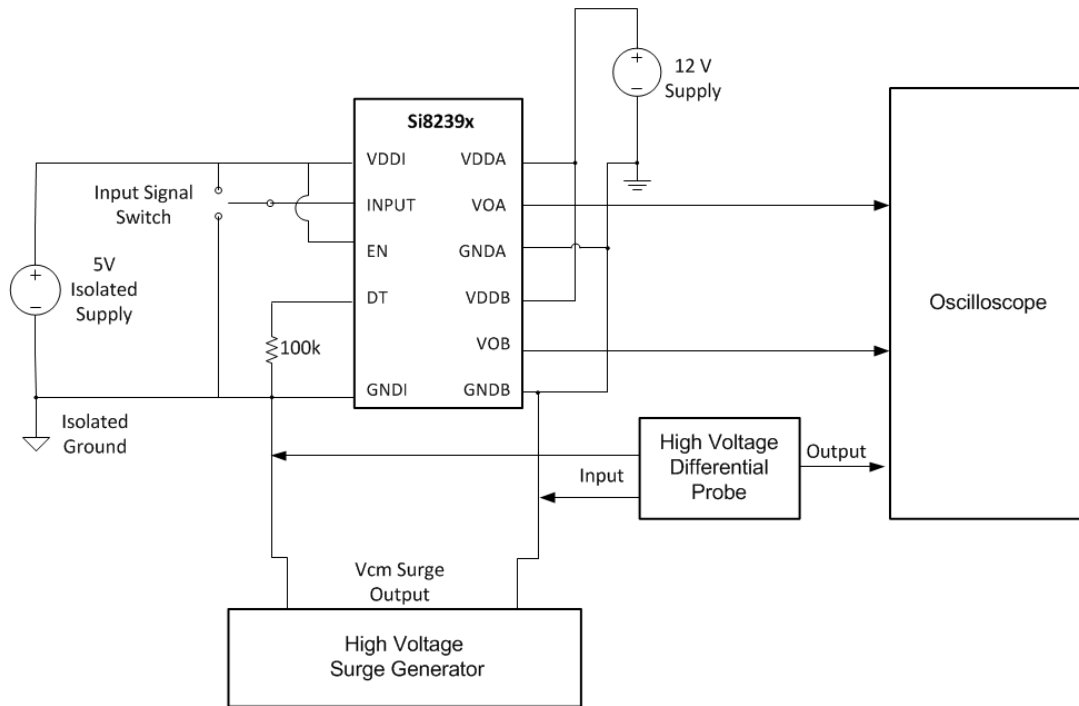 12 V
Supply
Si8239x
VDDI
VDDA
Input Signal
Switch
INPUT
VOA
EN
GNDA
5V
Isolated
Supply
DT
VDDB
Oscilloscope
100k
VOB
GNDI
GNDB
Isolated
Ground
High Voltage
Differential
Probe
Input
Output
Vcm Surge
Output
High Voltage
Surge Generator